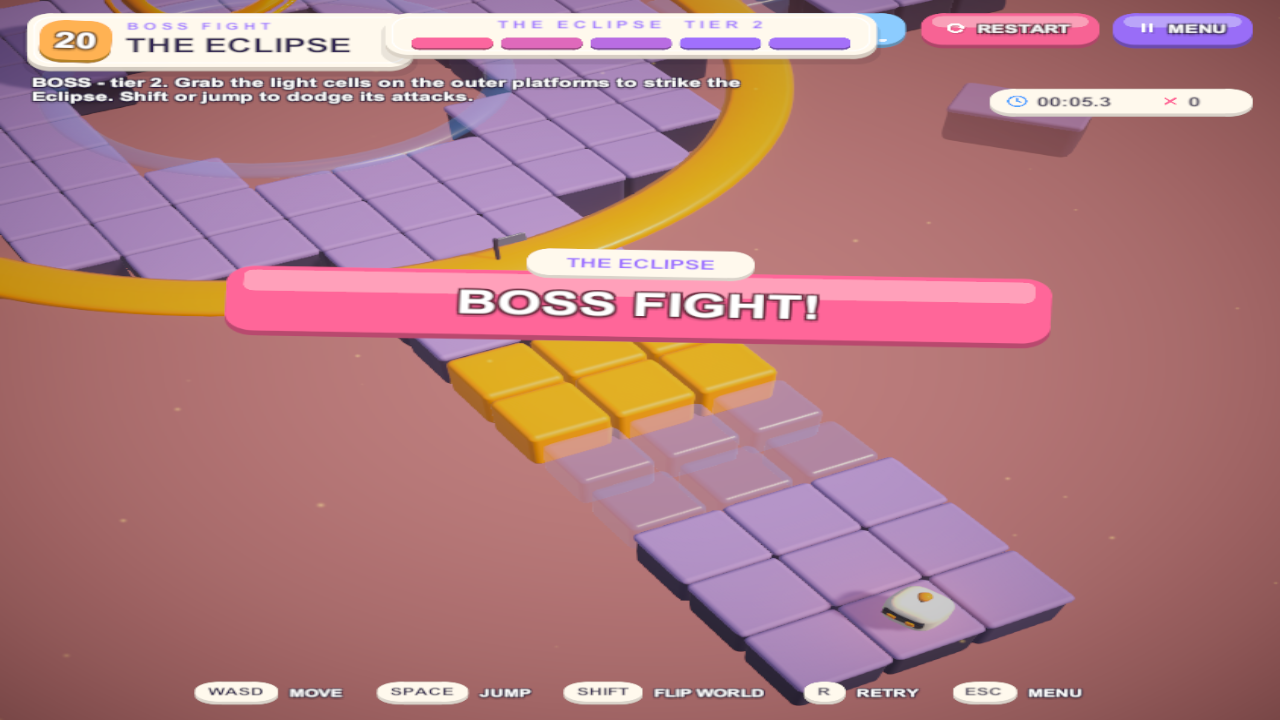 20
BOSS FIGHT
THE ECLIPSE
THE ECLIPSE TIER 2
RESTART
MENU
BOSS - tier 2. Grab the light cells on the outer platforms to strike the
Eclipse. Shift or jump to dodge its attacks.
00:05.3
0
THE ECLIPSE
BOSS FIGHT!
WASD MOVE SPACE JUMP SHIFT FLIP WORLD R RETRY ESC MENU